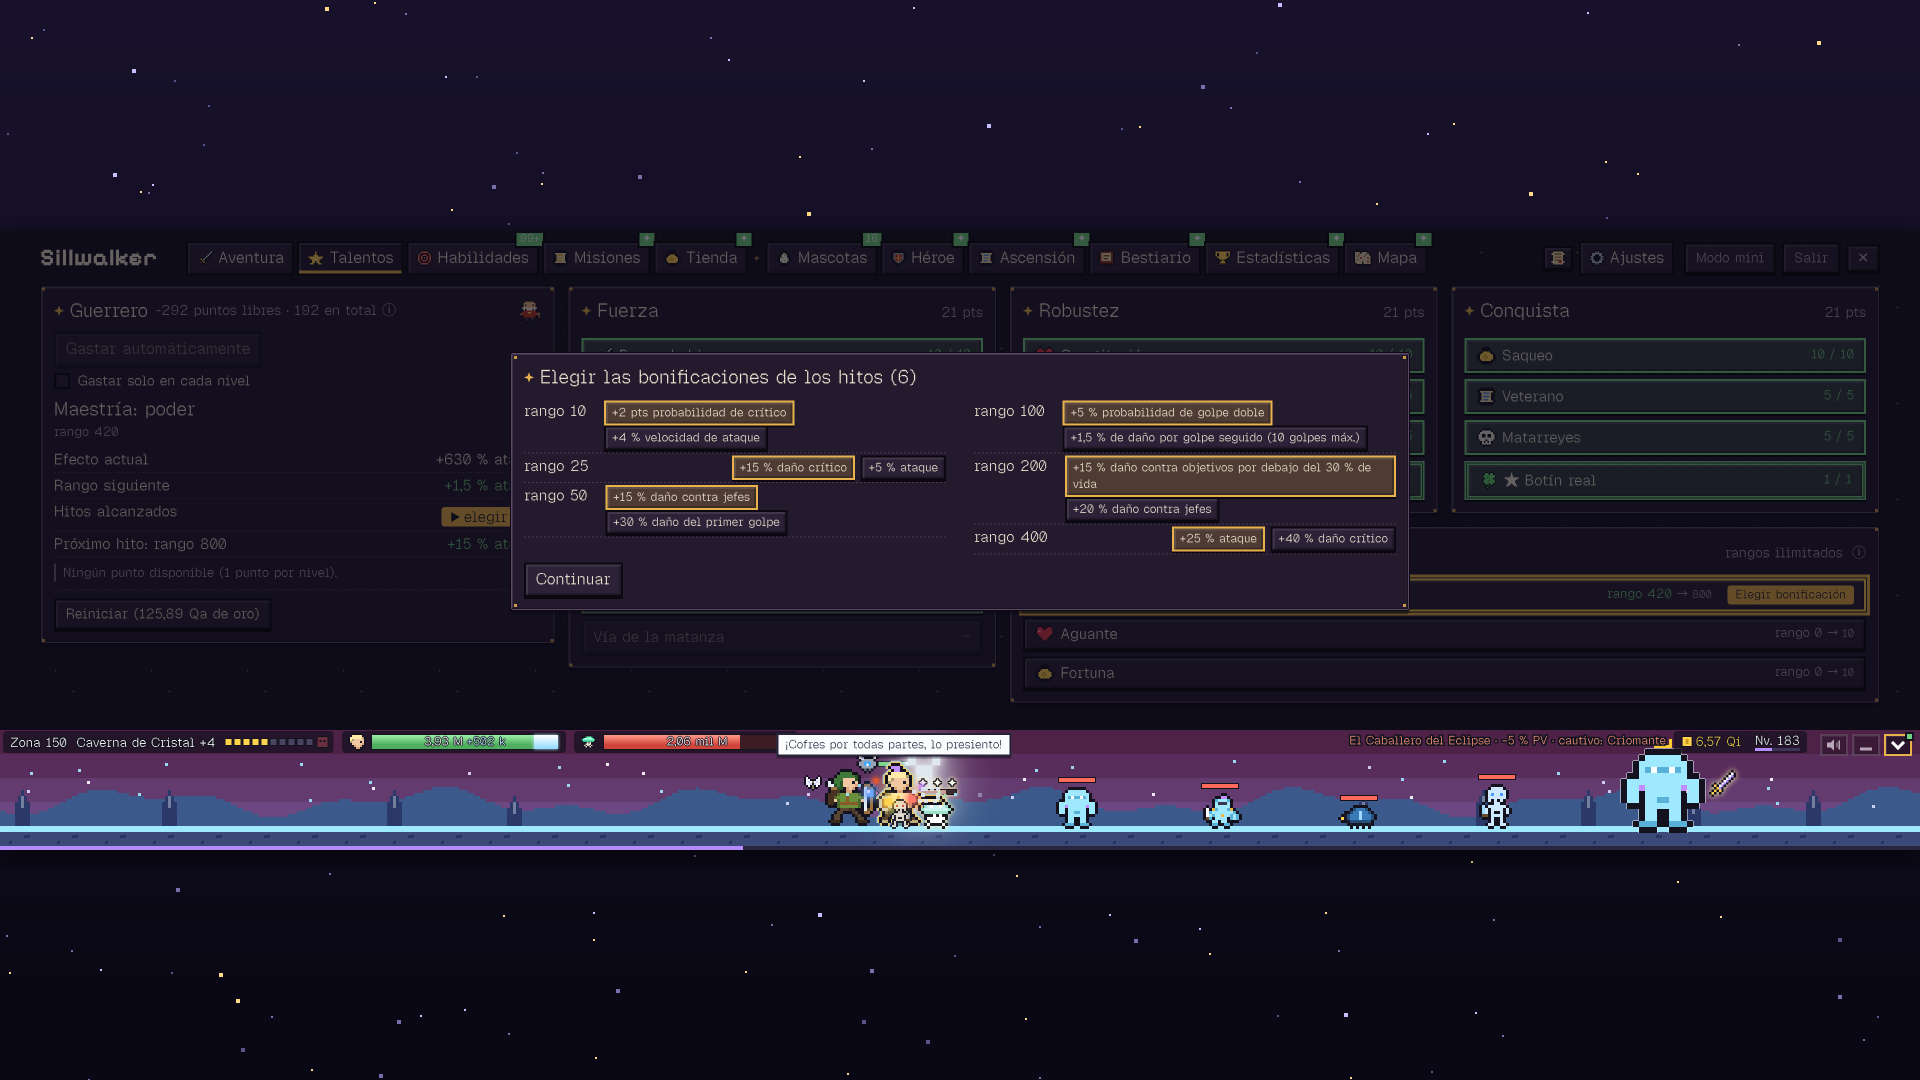 Sillwalker
Aventura
Talentos
Habilidades
99+
Misiones
Tienda
Mascotas
16
Héroe
Ascensión
Bestiario
Estadísticas
Mapa
Ajustes
Modo mini
Salir
Guerrero -292 puntos libres · 192 en total
Gastar automáticamente
Gastar solo en cada nivel
Maestría: poder
rango 420
Efecto actual +630 % at
Rango siguiente +1,5 % at
Hitos alcanzados elegir
Próximo hito: rango 800 +15 % at
Ningún punto disponible (1 punto por nivel).
Reiniciar (125,89 Qa de oro)
Fuerza 21 pts
Vía de la matanza
Robustez 21 pts
Conquista 21 pts
Saqueo 10 / 10
Veterano 5 / 5
Matarreyes 5 / 5
Botín real 1 / 1
rangos ilimitados
rango 420 → 800 Elegir bonificación
Aguante rango 0 → 10
Fortuna rango 0 → 10
Elegir las bonificaciones de los hitos (6)
rango 10 +2 pts probabilidad de crítico
+4 % velocidad de ataque
rango 25 +15 % daño crítico +5 % ataque
rango 50 +15 % daño contra jefes
+30 % daño del primer golpe
rango 100 +5 % probabilidad de golpe doble
+1,5 % de daño por golpe seguido (10 golpes máx.)
rango 200 +15 % daño contra objetivos por debajo del 30 % de
vida
+20 % daño contra jefes
rango 400 +25 % ataque +40 % daño crítico
Continuar
Zona 150 Caverna de Cristal +4
3,93 M +502 k
2,06 mil M
¡Cofres por todas partes, lo presiento!
El Caballero del Eclipse · -5 % PV · cautivo: Criomante
6,57 Qi
Nv. 183